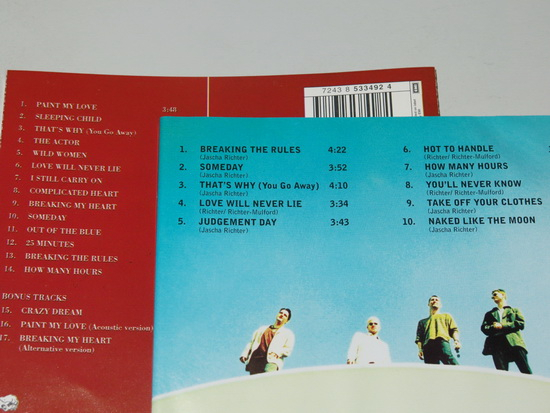 7243 8 533492 4
1. PAINT MY LOVE 3:48
2. SLEEPING CHILD
3. THAT'S WHY (You Go Away)
4. THE ACTOR
5. WILD WOMEN
6. LOVE WILL NEVER LIE
7. I STILL CARRY ON
8. COMPLICATED HEART
9. BREAKING MY HEART
10. SOMEDAY
11. OUT OF THE BLUE
12. 25 MINUTES
13. BREAKING THE RULES
14. HOW MANY HOURS
BONUS TRACKS
15. CRAZY DREAM
16. PAINT MY LOVE (Acoustic version)
17. BREAKING MY HEART
(Alternative version)
1. BREAKING THE RULES 4:22
(Jascha Richter)
2. SOMEDAY 3:52
(Jascha Richter)
3. THAT'S WHY (You Go Away) 4:10
(Jascha Richter)
4. LOVE WILL NEVER LIE 3:34
(Richter/ Richter-Mulford)
5. JUDGEMENT DAY 3:43
(Jascha Richter)
6. HOT TO HANDLE
(Richter/ Richter-Mulford)
7. HOW MANY HOURS
(Jascha Richter)
8. YOU'LL NEVER KNOW
(Richter/ Richter-Mulford)
9. TAKE OFF YOUR CLOTHES
(Jascha Richter)
10. NAKED LIKE THE MOON
(Jascha Richter)